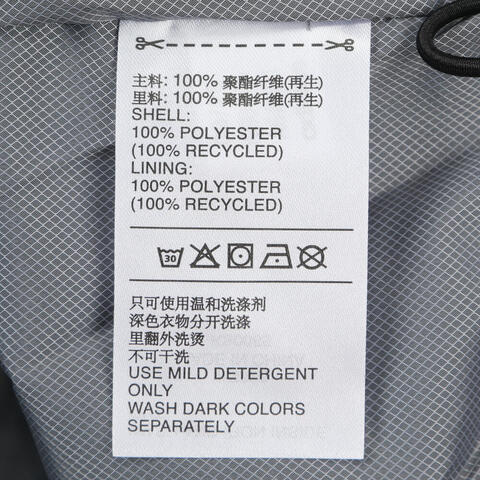 主料: 100% 聚酯纤维(再生)
里料: 100% 聚酯纤维(再生)
SHELL:
100% POLYESTER
(100% RECYCLED)
LINING:
100% POLYESTER
(100% RECYCLED)
30
只可使用温和洗涤剂
深色衣物分开洗涤
里翻外洗烫
不可干洗
USE MILD DETERGENT
ONLY
WASH DARK COLORS
SEPARATELY